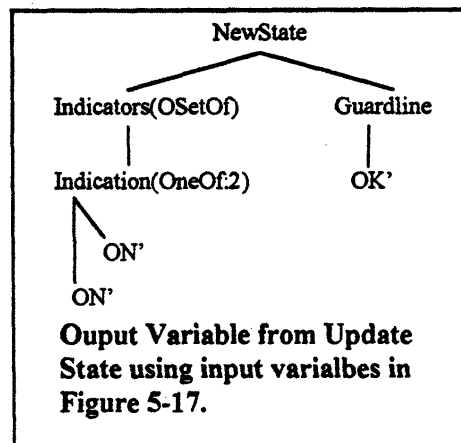 NewState
Indicators(OSetOf) Guardline
Indication(OneOf:2) OK'
ON'
ON'
Ouput Variable from Update
State using input varialbes in
Figure 5-17.